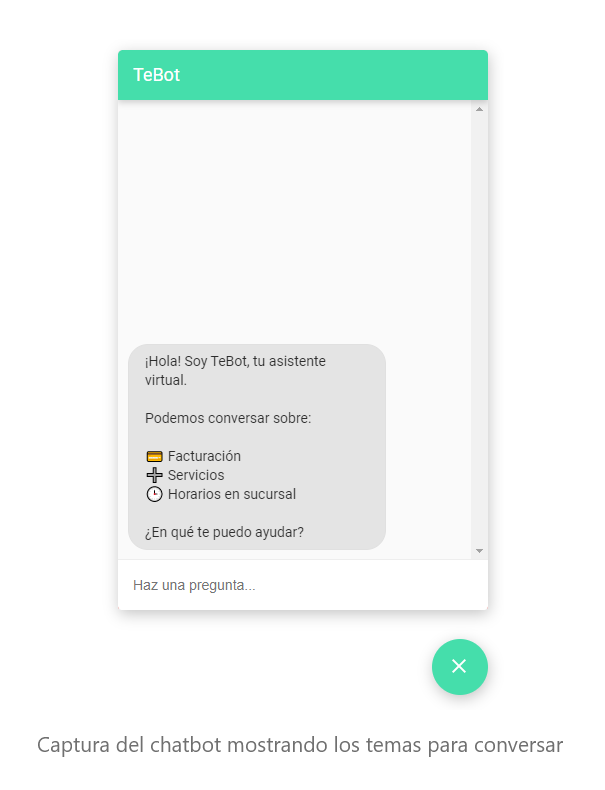 TeBot
¡Hola! Soy TeBot, tu asistente
virtual.
Podemos conversar sobre:
💳 Facturación
➕ Servicios
🕒 Horarios en sucursal
¿En qué te puedo ayudar?
Haz una pregunta...
Captura del chatbot mostrando los temas para conversar